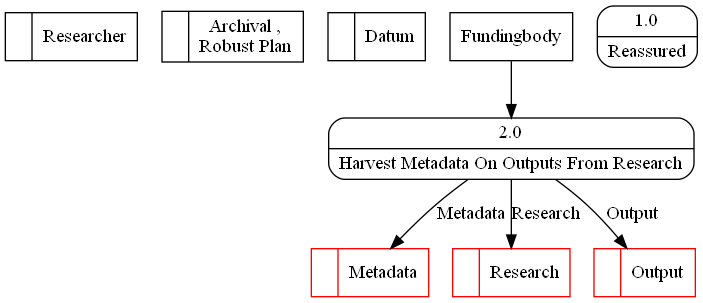 Researcher
Archival ,
Robust Plan
Datum
Fundingbody
1.0
Reassured
2.0
Harvest Metadata On Outputs From Research
Metadata
Research
Output
Metadata
Research
Output